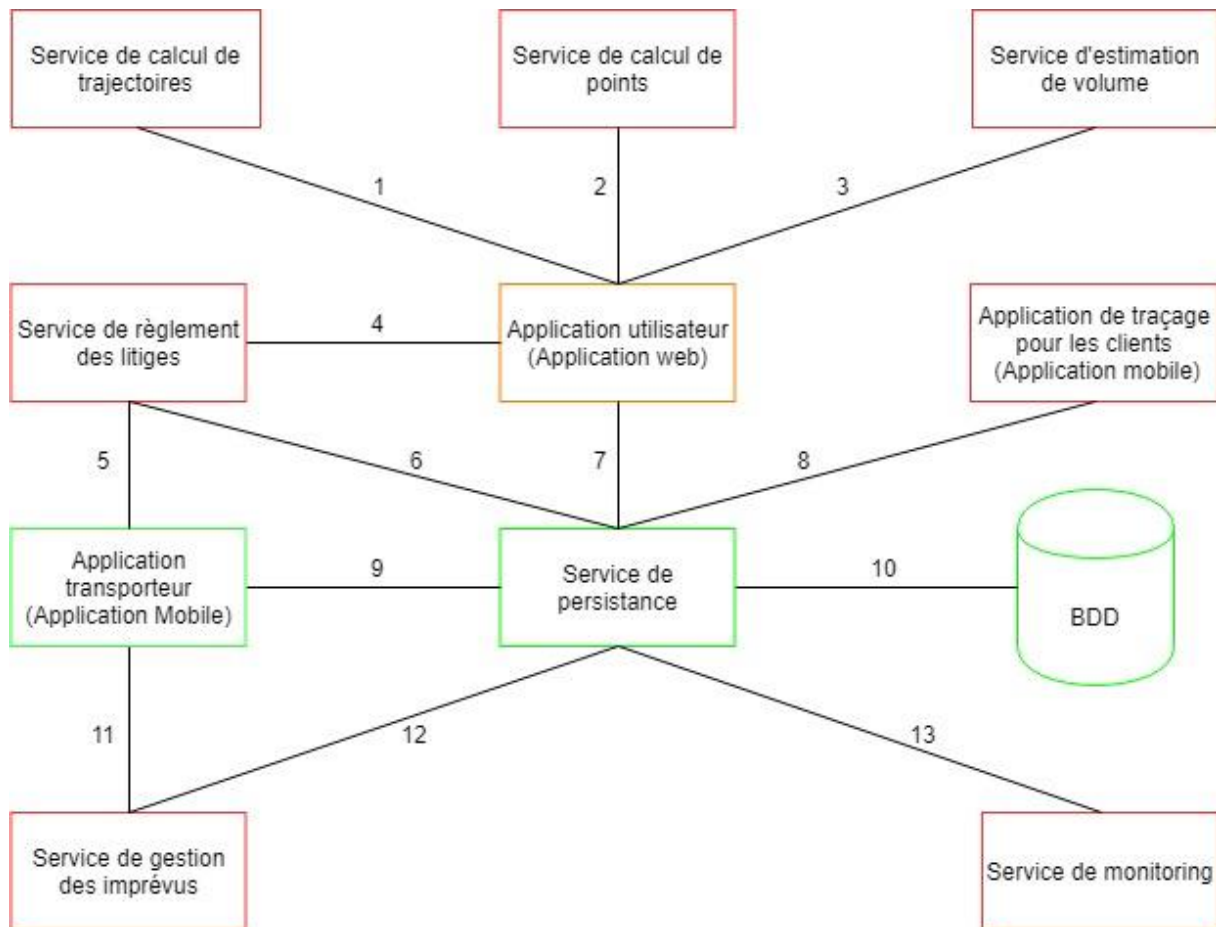 Service de calcul de
trajectoires
Service de calcul de
points
Service d'estimation
de volume
1
2
3
Service de règlement
des litiges
4
Application utilisateur
(Application web)
Application de traçage
pour les clients
(Application mobile)
5
6
7
8
Application
transporteur
(Application Mobile)
9
Service de
persistance
10
BDD
11
12
13
Service de gestion
des imprévus
Service de monitoring